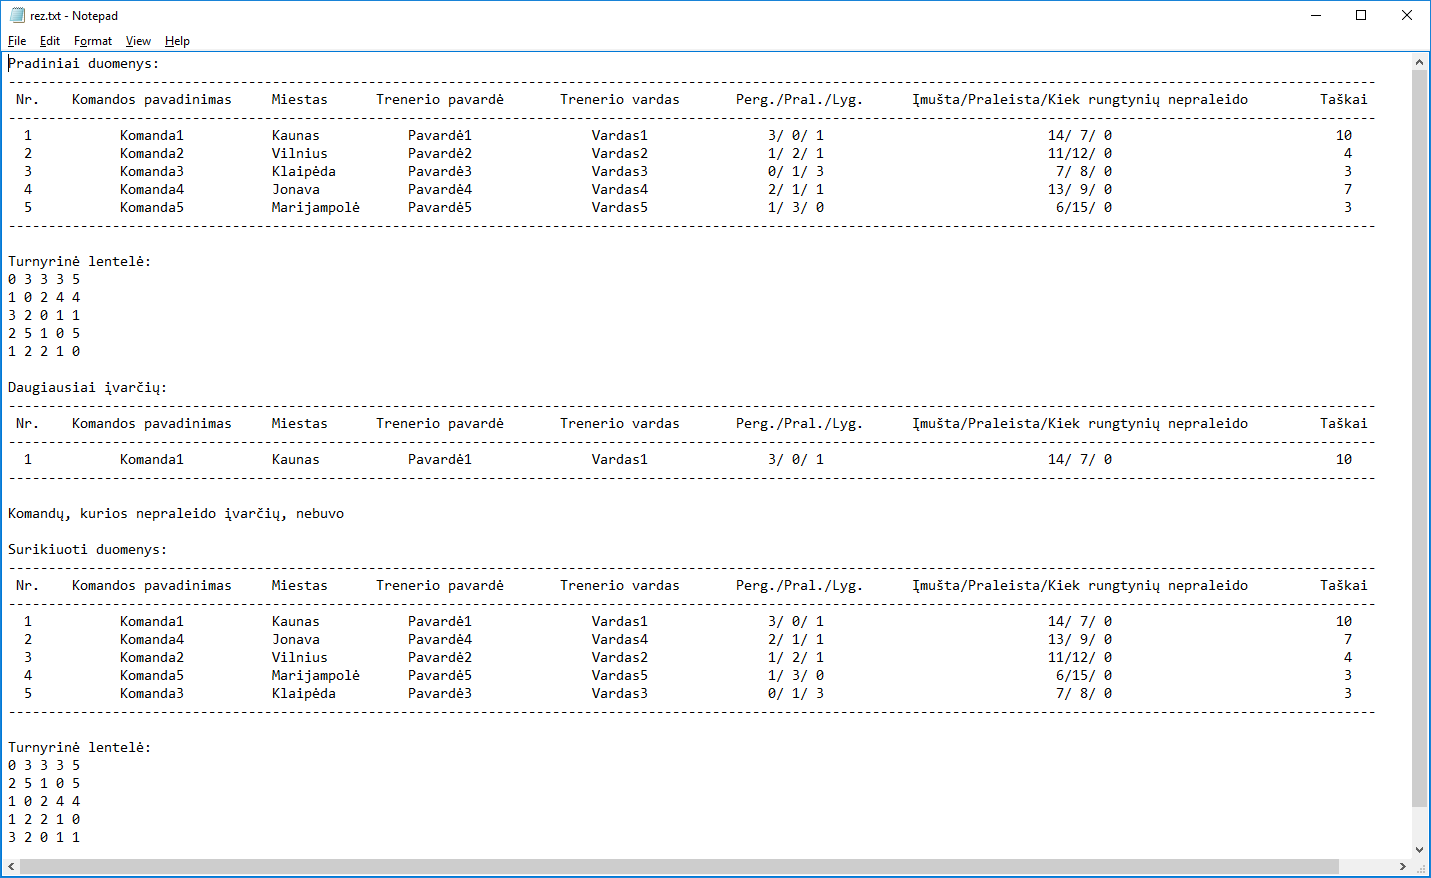 rez.txt - Notepad
File Edit Format View Help
Pradiniai duomenys:
---------------------------------------------------------------------------------------------------------------------------------------------------------------------------
 Nr.    Komandos pavadinimas     Miestas      Trenerio pavardė       Trenerio vardas       Perg./Pral./Lyg.      Įmušta/Praleista/Kiek rungtynių nepraleido         Taškai
---------------------------------------------------------------------------------------------------------------------------------------------------------------------------
  1           Komanda1           Kaunas           Pavardė1               Vardas1               3/ 0/ 1                            14/ 7/ 0                            10
  2           Komanda2           Vilnius          Pavardė2               Vardas2               1/ 2/ 1                            11/12/ 0                             4
  3           Komanda3           Klaipėda         Pavardė3               Vardas3               0/ 1/ 3                             7/ 8/ 0                             3
  4           Komanda4           Jonava           Pavardė4               Vardas4               2/ 1/ 1                            13/ 9/ 0                             7
  5           Komanda5           Marijampolė      Pavardė5               Vardas5               1/ 3/ 0                             6/15/ 0                             3
---------------------------------------------------------------------------------------------------------------------------------------------------------------------------
Turnyrinė lentelė:
0 3 3 3 5
1 0 2 4 4
3 2 0 1 1
2 5 1 0 5
1 2 2 1 0
Daugiausiai įvarčių:
---------------------------------------------------------------------------------------------------------------------------------------------------------------------------
 Nr.    Komandos pavadinimas     Miestas      Trenerio pavardė       Trenerio vardas       Perg./Pral./Lyg.      Įmušta/Praleista/Kiek rungtynių nepraleido         Taškai
---------------------------------------------------------------------------------------------------------------------------------------------------------------------------
  1           Komanda1           Kaunas           Pavardė1               Vardas1               3/ 0/ 1                            14/ 7/ 0                            10
---------------------------------------------------------------------------------------------------------------------------------------------------------------------------
Komandų, kurios nepraleido įvarčių, nebuvo
Surikiuoti duomenys:
---------------------------------------------------------------------------------------------------------------------------------------------------------------------------
 Nr.    Komandos pavadinimas     Miestas      Trenerio pavardė       Trenerio vardas       Perg./Pral./Lyg.      Įmušta/Praleista/Kiek rungtynių nepraleido         Taškai
---------------------------------------------------------------------------------------------------------------------------------------------------------------------------
  1           Komanda1           Kaunas           Pavardė1               Vardas1               3/ 0/ 1                            14/ 7/ 0                            10
  2           Komanda4           Jonava           Pavardė4               Vardas4               2/ 1/ 1                            13/ 9/ 0                             7
  3           Komanda2           Vilnius          Pavardė2               Vardas2               1/ 2/ 1                            11/12/ 0                             4
  4           Komanda5           Marijampolė      Pavardė5               Vardas5               1/ 3/ 0                             6/15/ 0                             3
  5           Komanda3           Klaipėda         Pavardė3               Vardas3               0/ 1/ 3                             7/ 8/ 0                             3
---------------------------------------------------------------------------------------------------------------------------------------------------------------------------
Turnyrinė lentelė:
0 3 3 3 5
2 5 1 0 5
1 0 2 4 4
1 2 2 1 0
3 2 0 1 1